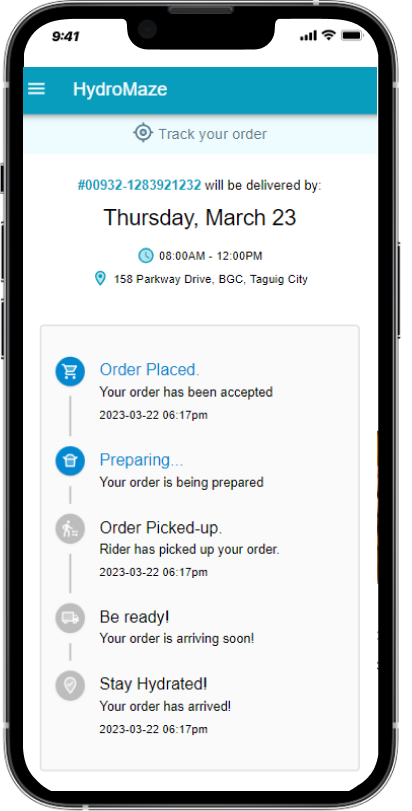 9:41
HydroMaze
Track your order
#00932-1283921232 will be delivered by:
Thursday, March 23
08:00AM - 12:00PM
158 Parkway Drive, BGC, Taguig City
Order Placed.
Your order has been accepted
2023-03-22 06:17pm
Preparing...
Your order is being prepared
Order Picked-up.
Rider has picked up your order.
2023-03-22 06:17pm
Be ready!
Your order is arriving soon!
Stay Hydrated!
Your order has arrived!
2023-03-22 06:17pm